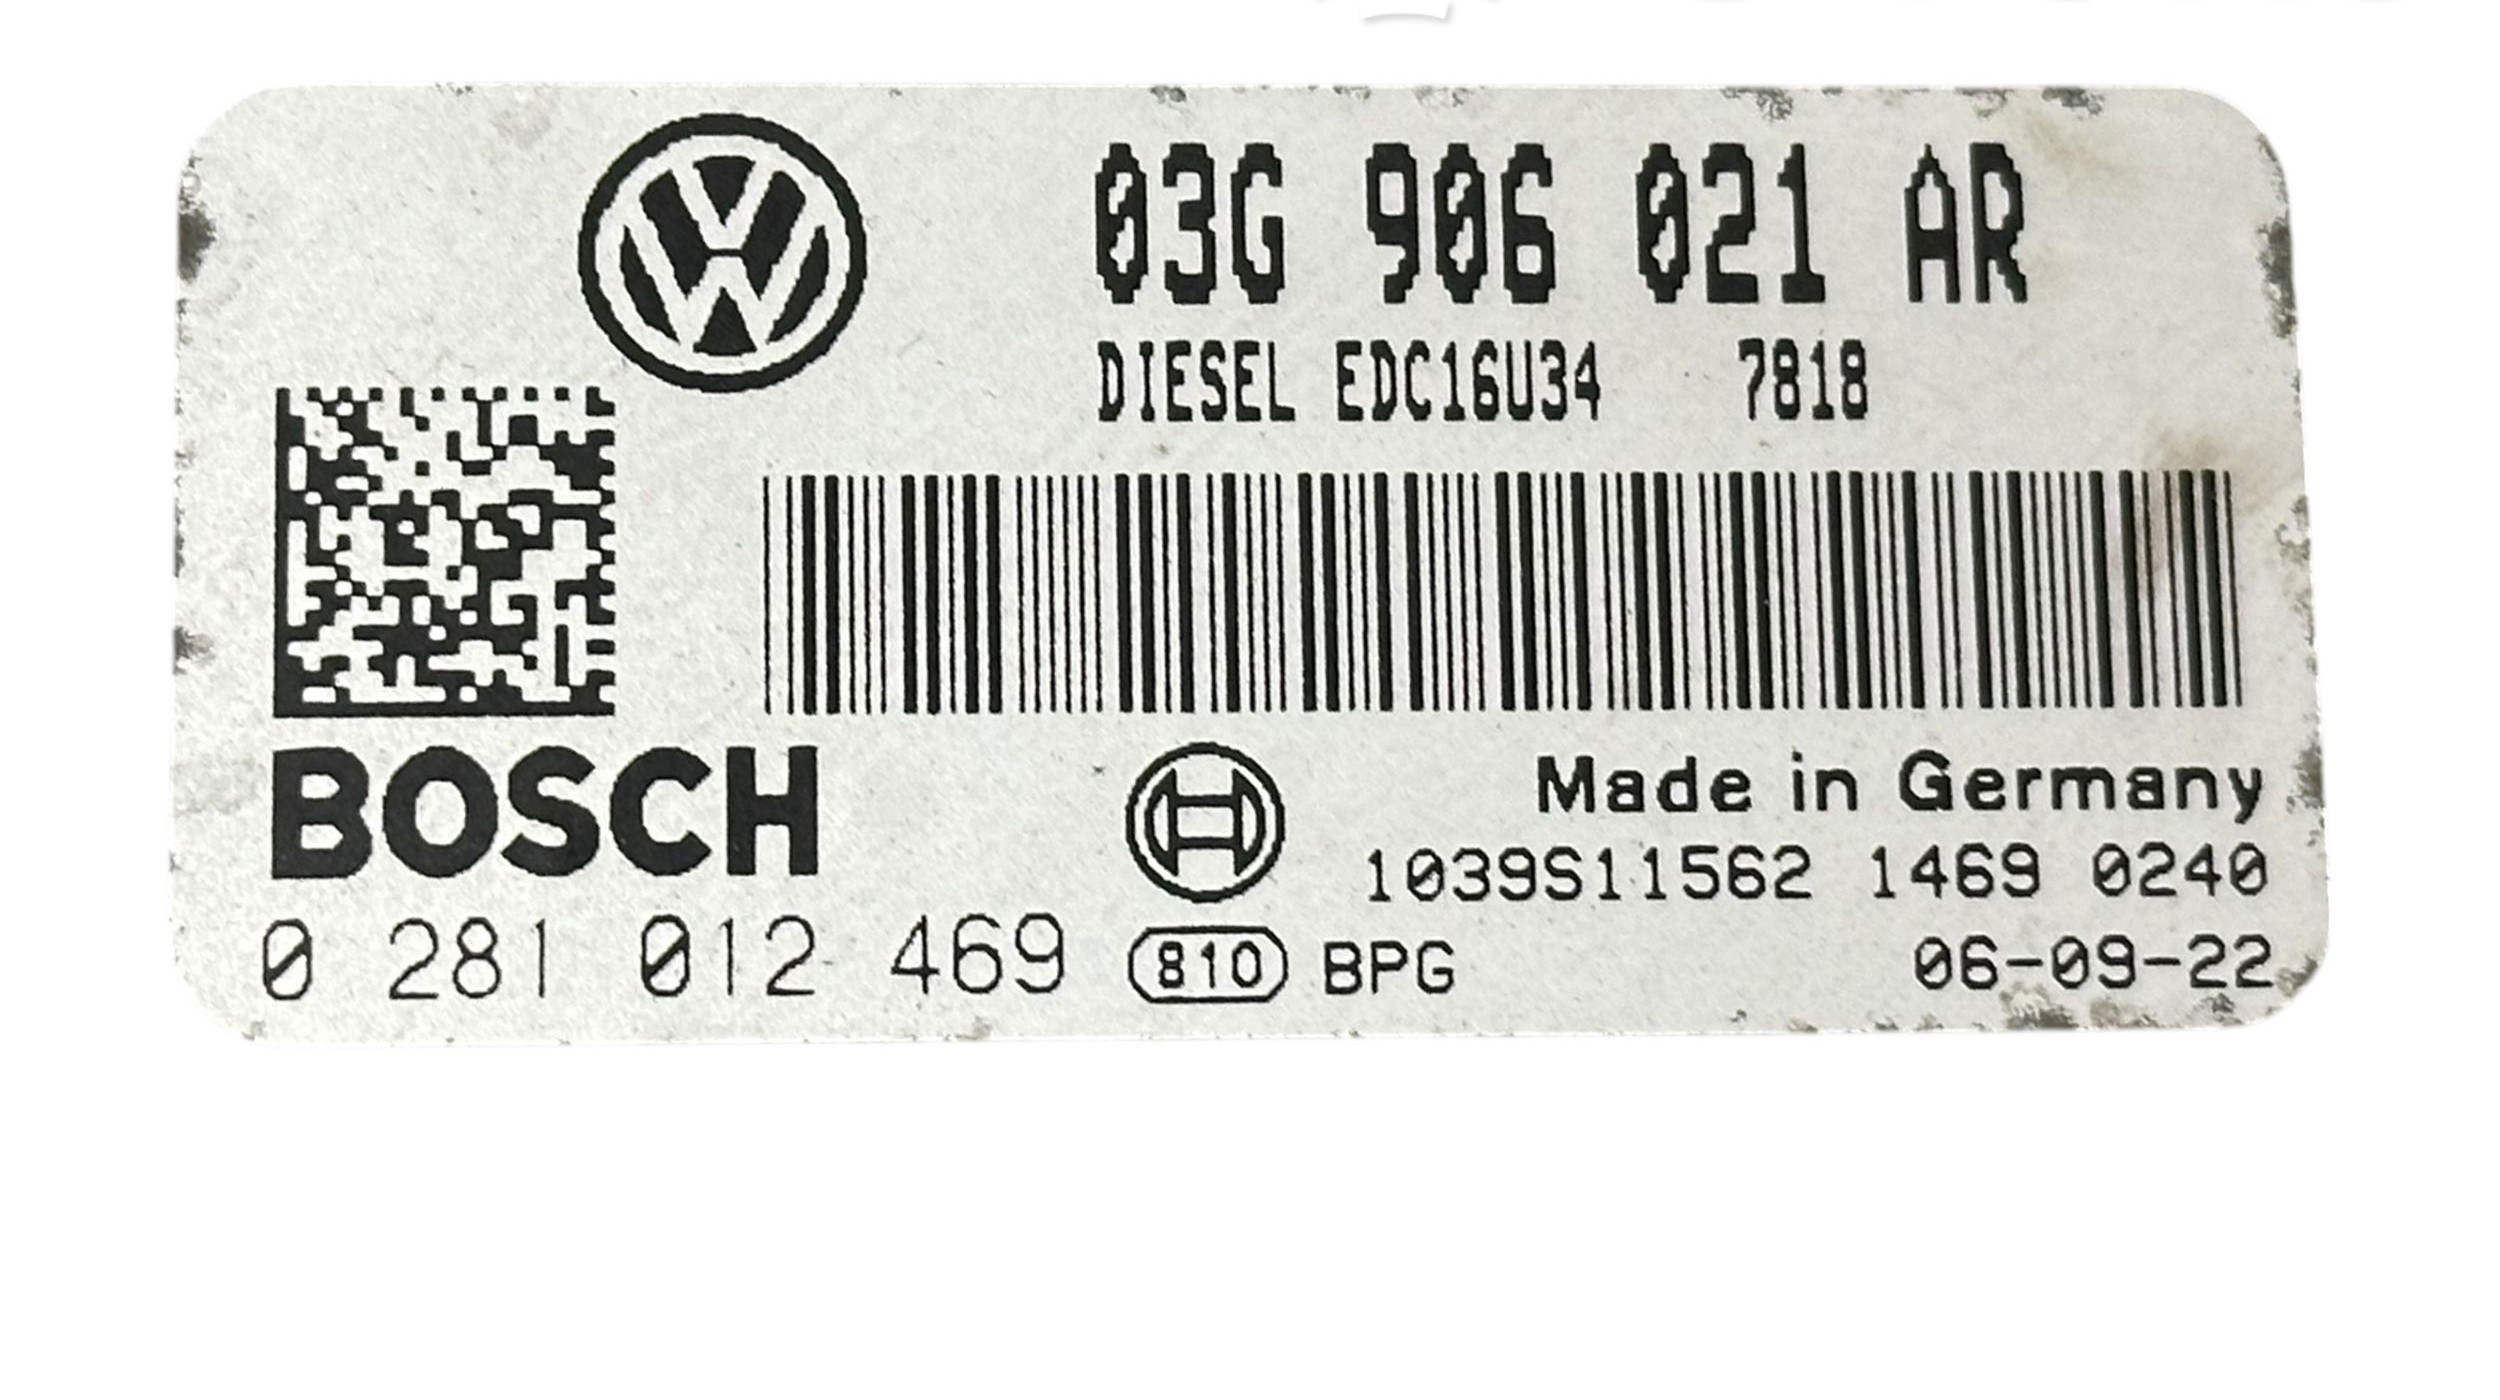 03G 906 021 AR
DIESEL EDC16U34 7818
BOSCH
Made in Germany
1039S11562 1469 0240
0 281 012 469 810 BPG 06-09-22